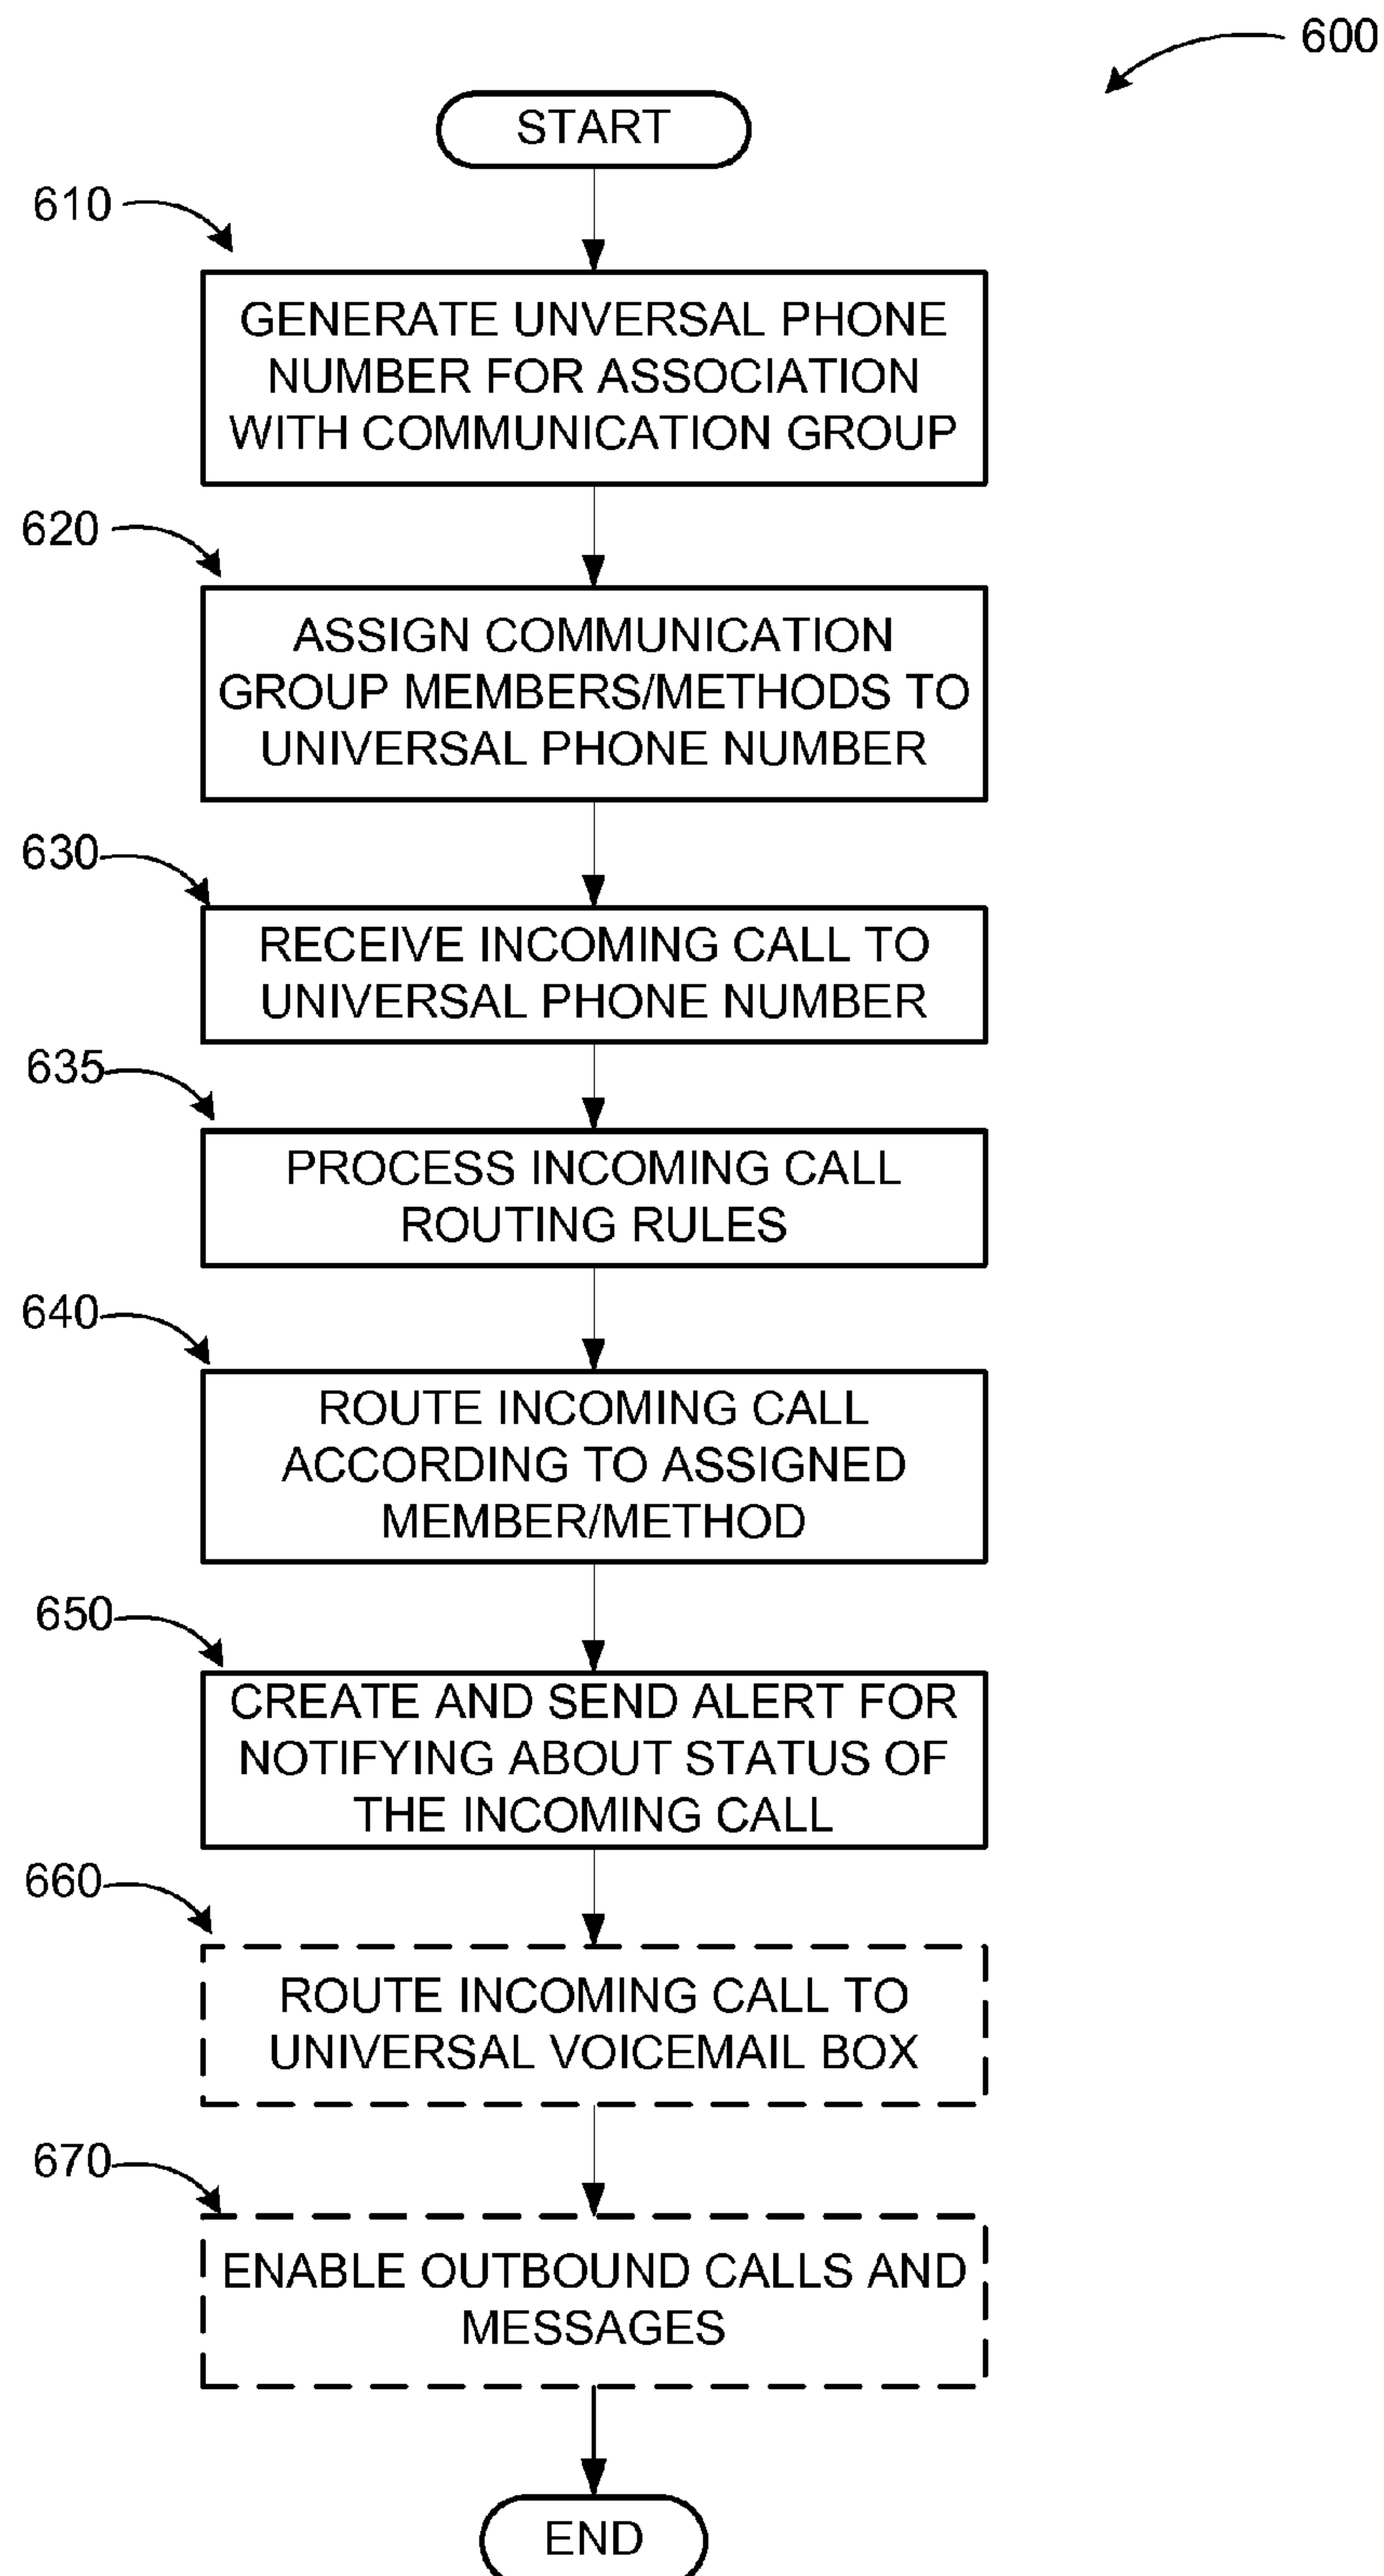 600
START
610
GENERATE UNVERSAL PHONE
NUMBER FOR ASSOCIATION
WITH COMMUNICATION GROUP
620
ASSIGN COMMUNICATION
GROUP MEMBERS/METHODS TO
UNIVERSAL PHONE NUMBER
630
RECEIVE INCOMING CALL TO
UNIVERSAL PHONE NUMBER
635
PROCESS INCOMING CALL
ROUTING RULES
640
ROUTE INCOMING CALL
ACCORDING TO ASSIGNED
MEMBER/METHOD
650
CREATE AND SEND ALERT FOR
NOTIFYING ABOUT STATUS OF
THE INCOMING CALL
660
ROUTE INCOMING CALL TO
UNIVERSAL VOICEMAIL BOX
670
ENABLE OUTBOUND CALLS AND
MESSAGES
END